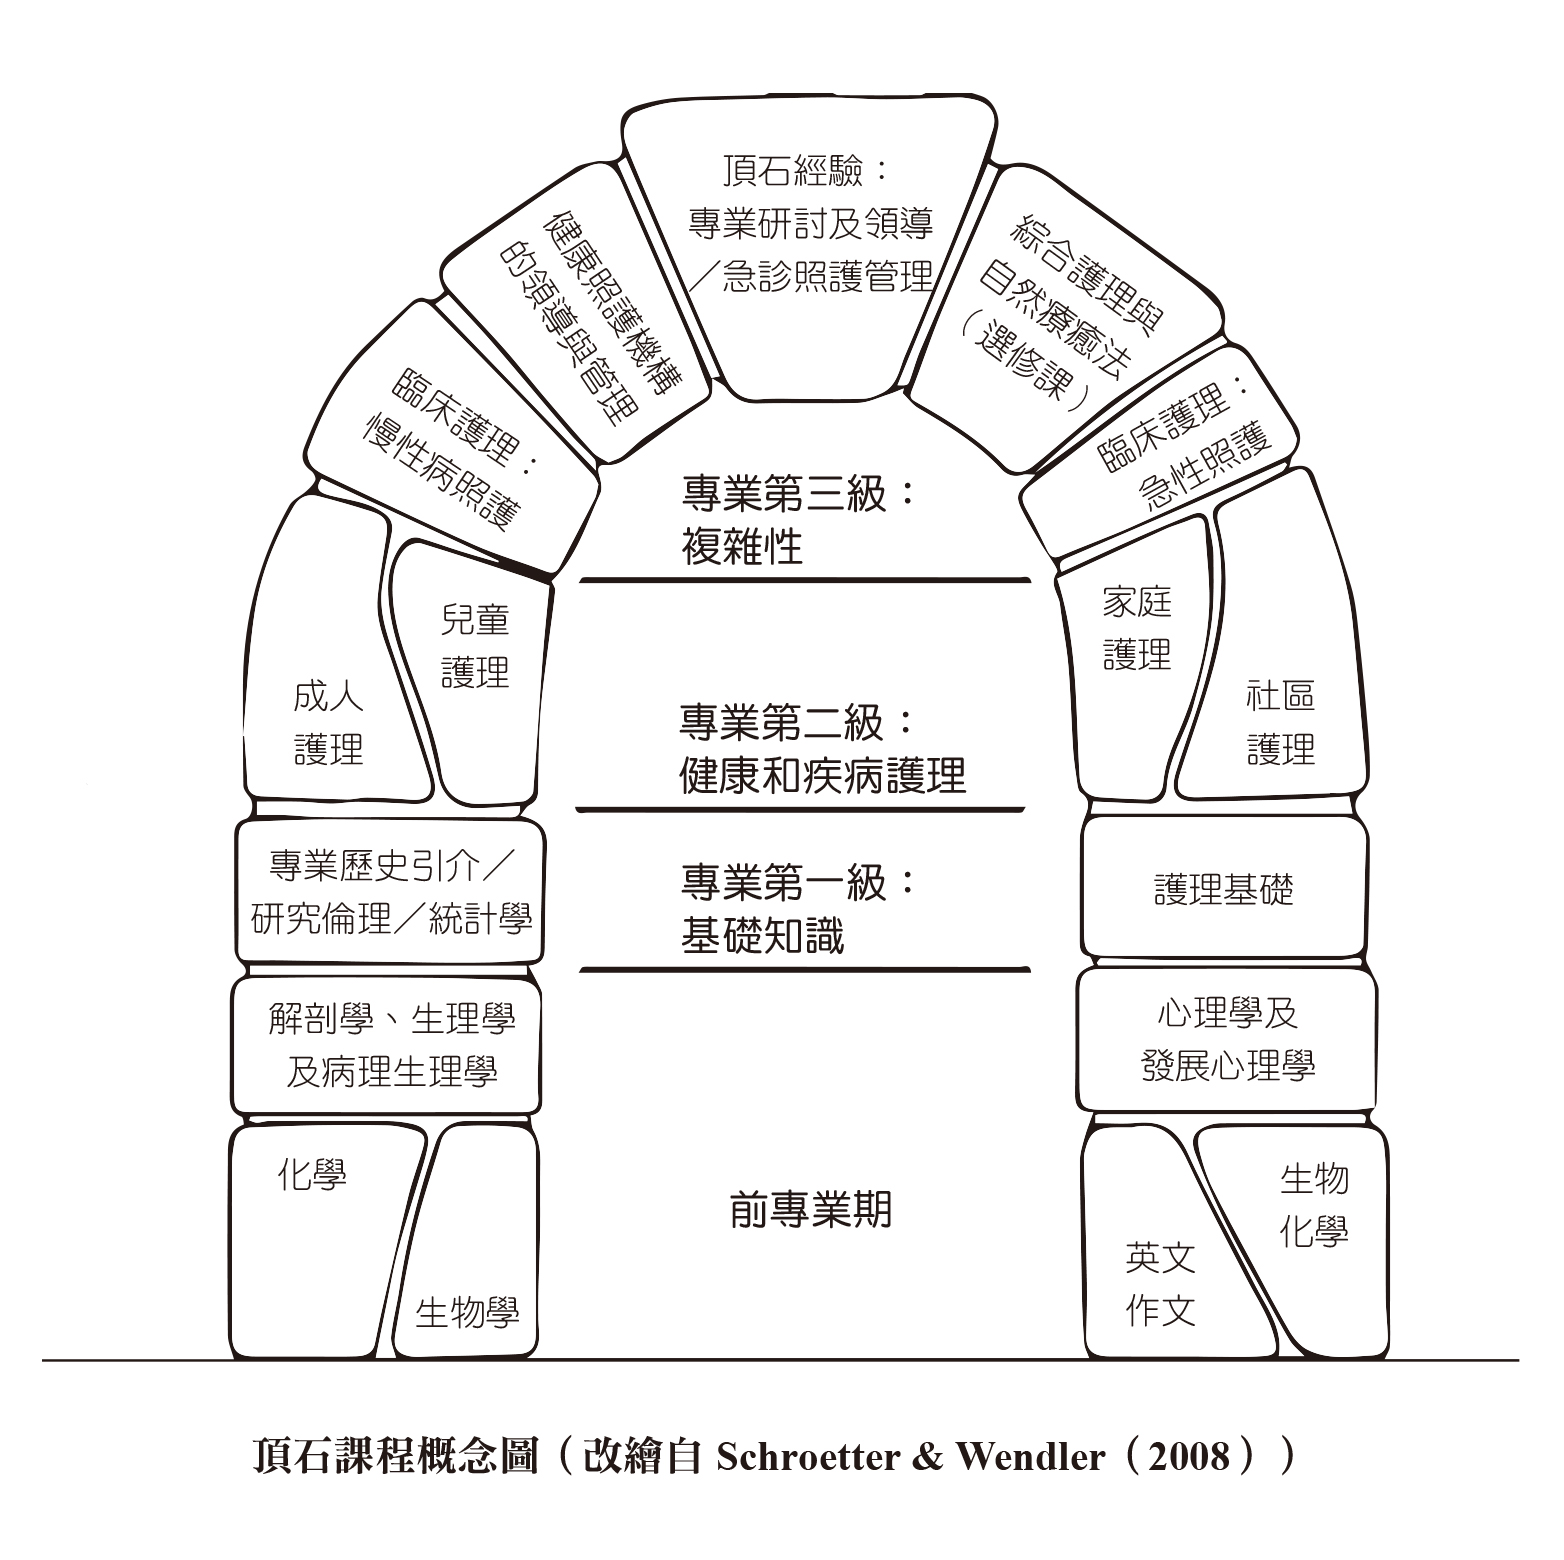 頂石經驗：
專業研討及領導
／急診照護管理
健康照護機構
的領導與管理
綜合護理與
自然療癒法
（選修課）
臨床護理：
慢性病照護
臨床護理：
急性照護
專業第三級：
複雜性
成人
護理
兒童
護理
家庭
護理
社區
護理
專業第二級：
健康和疾病護理
專業歷史引介／
研究倫理／統計學
專業第一級：
基礎知識
護理基礎
解剖學、生理學
及病理生理學
心理學及
發展心理學
化學
生物學
前專業期
英文
作文
生物
化學
頂石課程概念圖（改繪自 Schroetter & Wendler（2008））